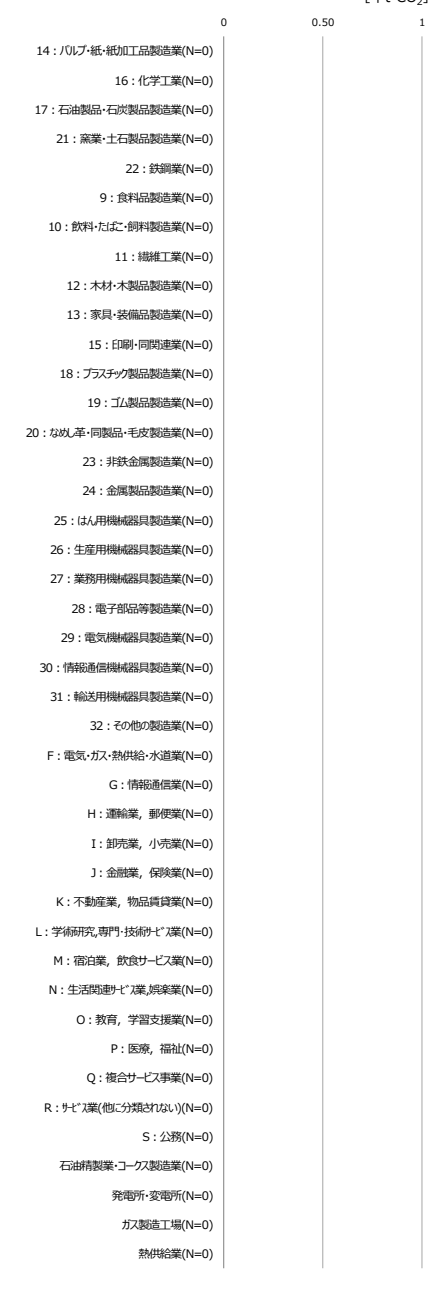 [千t-CO2]
0 0.50 1
14：パルプ・紙・紙加工品製造業(N=0)
16：化学工業(N=0)
17：石油製品・石炭製品製造業(N=0)
21：窯業・土石製品製造業(N=0)
22：鉄鋼業(N=0)
9：食料品製造業(N=0)
10：飲料・たばこ・飼料製造業(N=0)
11：繊維工業(N=0)
12：木材・木製品製造業(N=0)
13：家具・装備品製造業(N=0)
15：印刷・同関連業(N=0)
18：プラスチック製品製造業(N=0)
19：ゴム製品製造業(N=0)
20：なめし革・同製品・毛皮製造業(N=0)
23：非鉄金属製造業(N=0)
24：金属製品製造業(N=0)
25：はん用機械器具製造業(N=0)
26：生産用機械器具製造業(N=0)
27：業務用機械器具製造業(N=0)
28：電子部品等製造業(N=0)
29：電気機械器具製造業(N=0)
30：情報通信機械器具製造業(N=0)
31：輸送用機械器具製造業(N=0)
32：その他の製造業(N=0)
F：電気・ガス・熱供給・水道業(N=0)
G：情報通信業(N=0)
H：運輸業，郵便業(N=0)
I：卸売業，小売業(N=0)
J：金融業，保険業(N=0)
K：不動産業，物品賃貸業(N=0)
L：学術研究,専門・技術ｻｰﾋﾞｽ業(N=0)
M：宿泊業，飲食サービス業(N=0)
N：生活関連ｻｰﾋﾞｽ業,娯楽業(N=0)
O：教育，学習支援業(N=0)
P：医療，福祉(N=0)
Q：複合サービス事業(N=0)
R：ｻｰﾋﾞｽ業(他に分類されない)(N=0)
S：公務(N=0)
石油精製業・コークス製造業(N=0)
発電所・変電所(N=0)
ガス製造工場(N=0)
熱供給業(N=0)